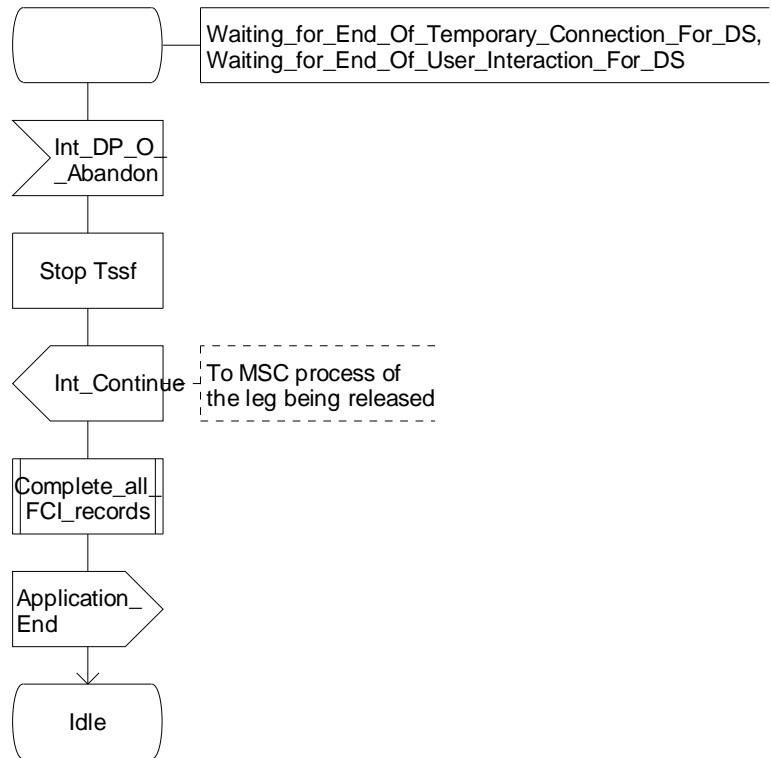 Waiting_for_End_Of_Temporary_Connection_For_DS,
Waiting_for_End_Of_User_Interaction_For_DS
Int_DP_O_
_Abandon
Stop Tssf
Int_Continue
To MSC process of
the leg being released
Complete_all_
FCI_records
Application_
End
Idle